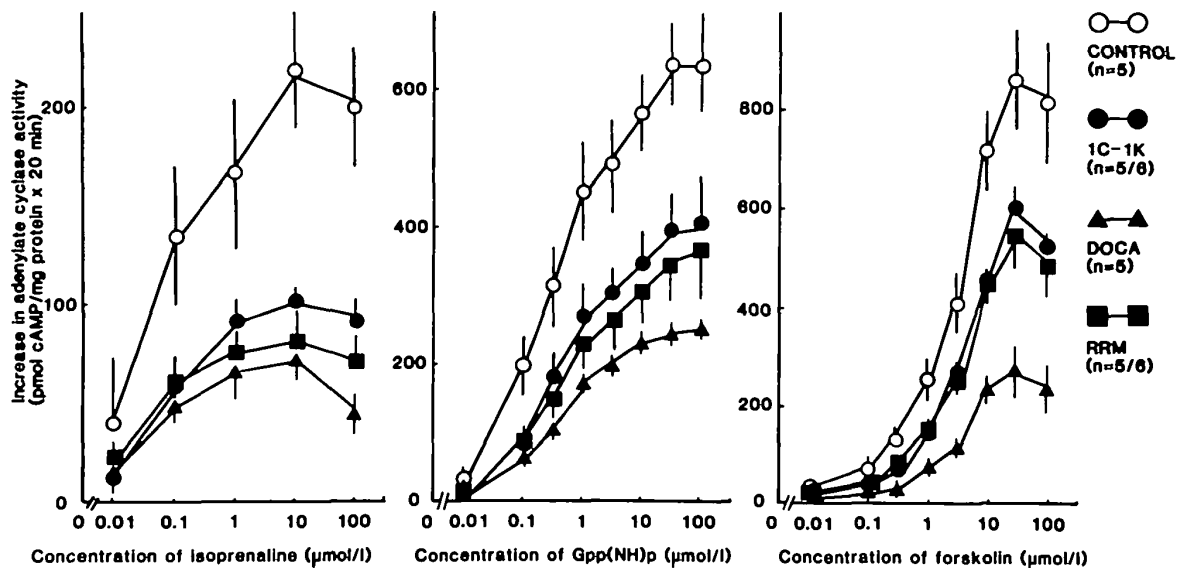 Increase in adenylate cyclase activity
(pmol cAMP/mg protein x 20 min)
200
100
0
0 0.01 0.1 1 10 100
Concentration of isoprenaline (μmol/l)
600
400
200
0
0 0.01 0.1 1 10 100
Concentration of Gpp(NH)p (μmol/l)
800
600
400
200
0
0 0.01 0.1 1 10 100
Concentration of forskolin (μmol/l)
CONTROL
(n=5)
1C-1K
(n=5/6)
DOCA
(n=5)
RRM
(n=5/6)